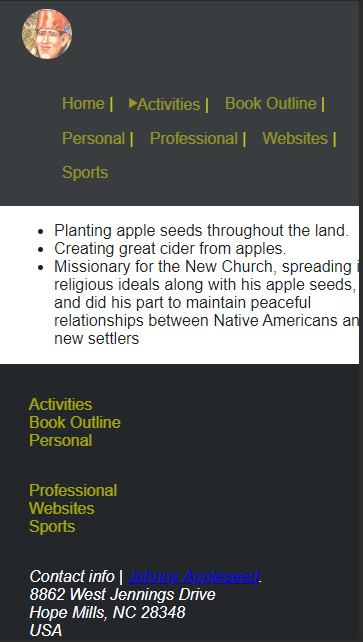 Home | ▶Activities | Book Outline |
Personal | Professional | Websites |
Sports
• Planting apple seeds throughout the land.
• Creating great cider from apples.
• Missionary for the New Church, spreading
religious ideals along with his apple seeds,
and did his part to maintain peaceful
relationships between Native Americans an
new settlers
Activities
Book Outline
Personal
Professional
Websites
Sports
Contact info | Johnny Appleseed.
8862 West Jennings Drive
Hope Mills, NC 28348
USA